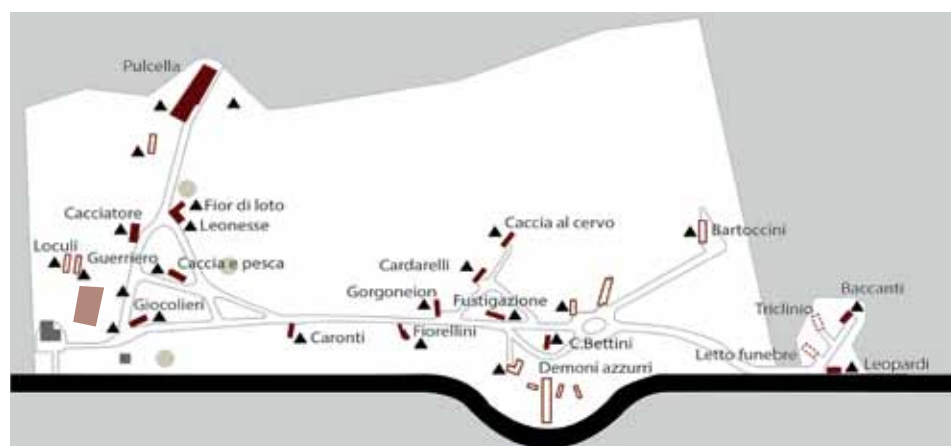 Pulcella
Fior di loto
Cacciatore
Leonesse
Caccia al cervo
Bartoccini
Loculi
Guerriero
Caccia e pesca
Cardarelli
Baccanti
Gorgoneion
Fustigazione
Triclinio
Giocolieri
Caronti
Fiorellini
C.Bettini
Letto funebre
Demoni azzurri
Leopardi